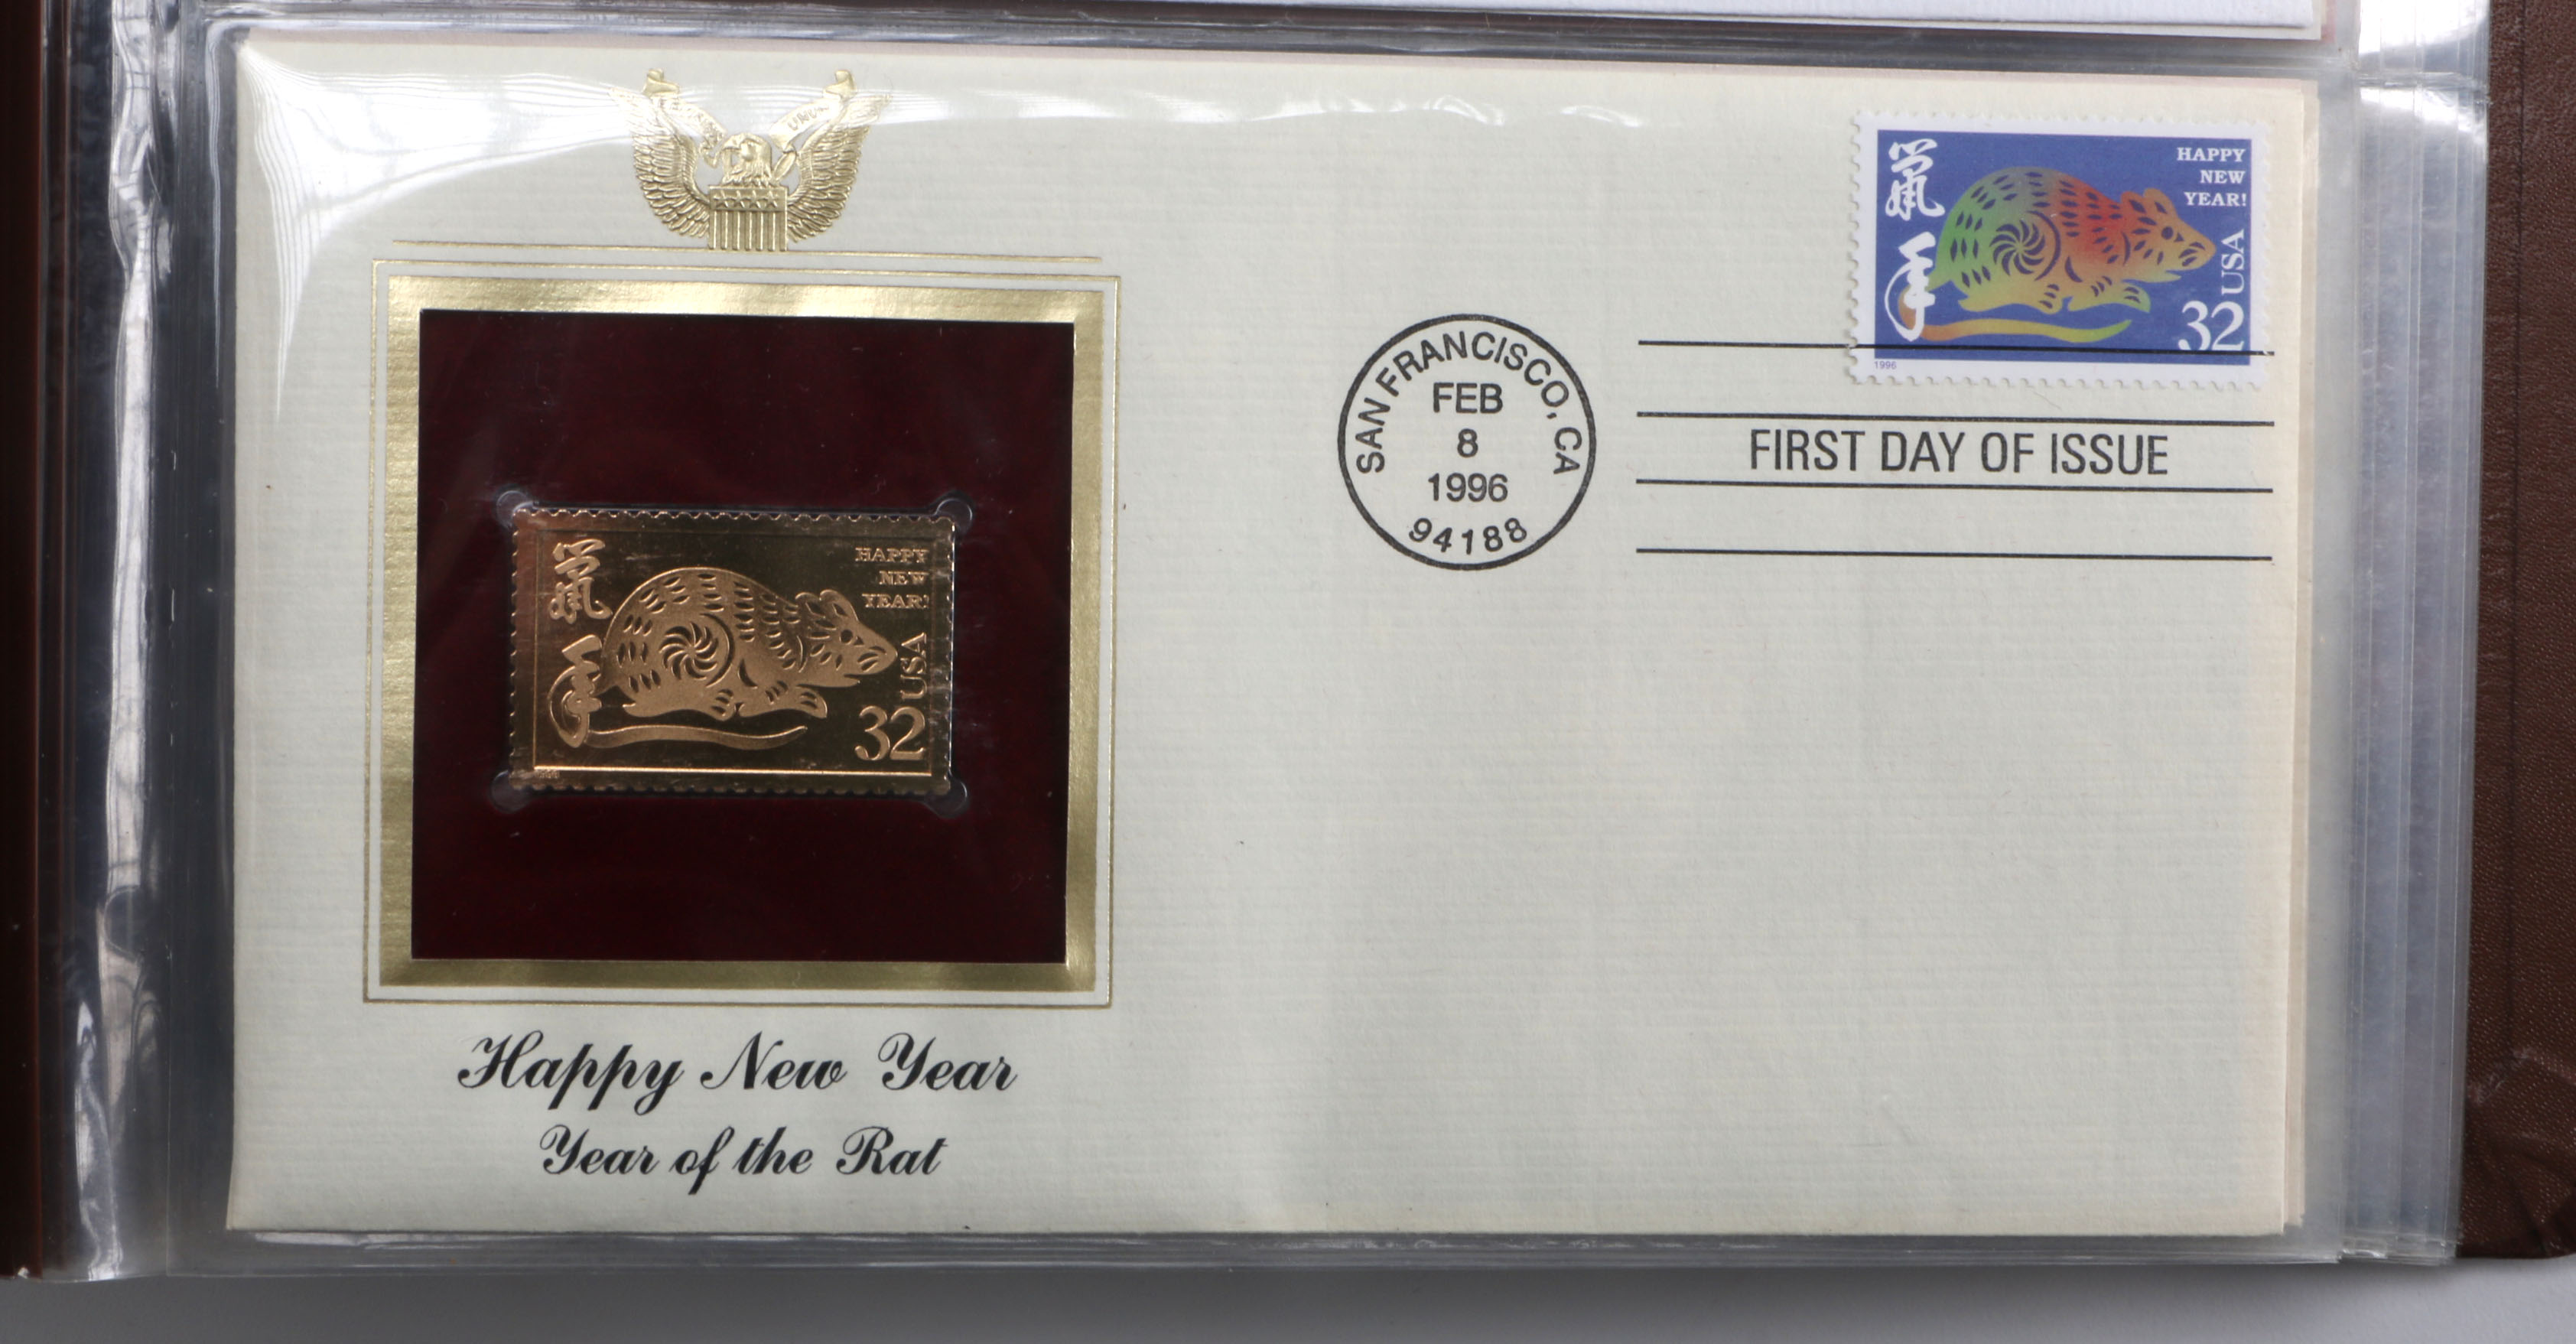 鼠年
HAPPY
NEW
YEAR!
USA
32
1996
SAN FRANCISCO, CA
FEB
8
1996
94188
FIRST DAY OF ISSUE
鼠年
HAPPY
NEW
YEAR!
USA
32
Happy New Year
Year of the Rat